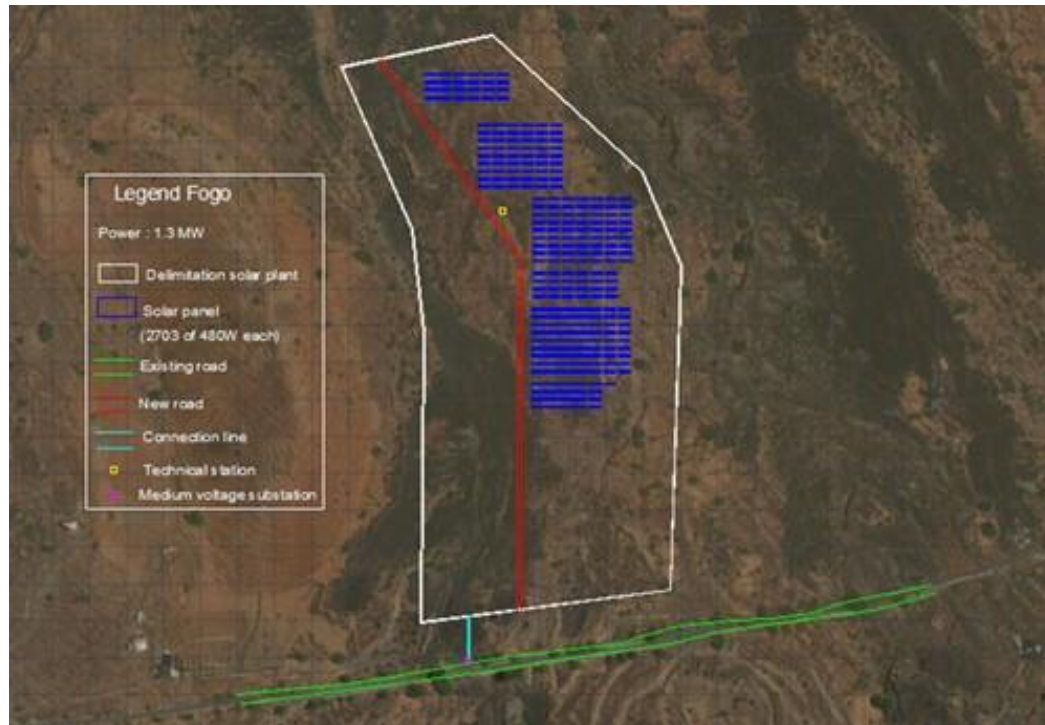 Legend Fogo
Power : 1.3 MW
Delimitation solar plant
Solar panel
(2703 of 480W each)
Existing road
New road
Connection line
Technical station
Medium voltage substation